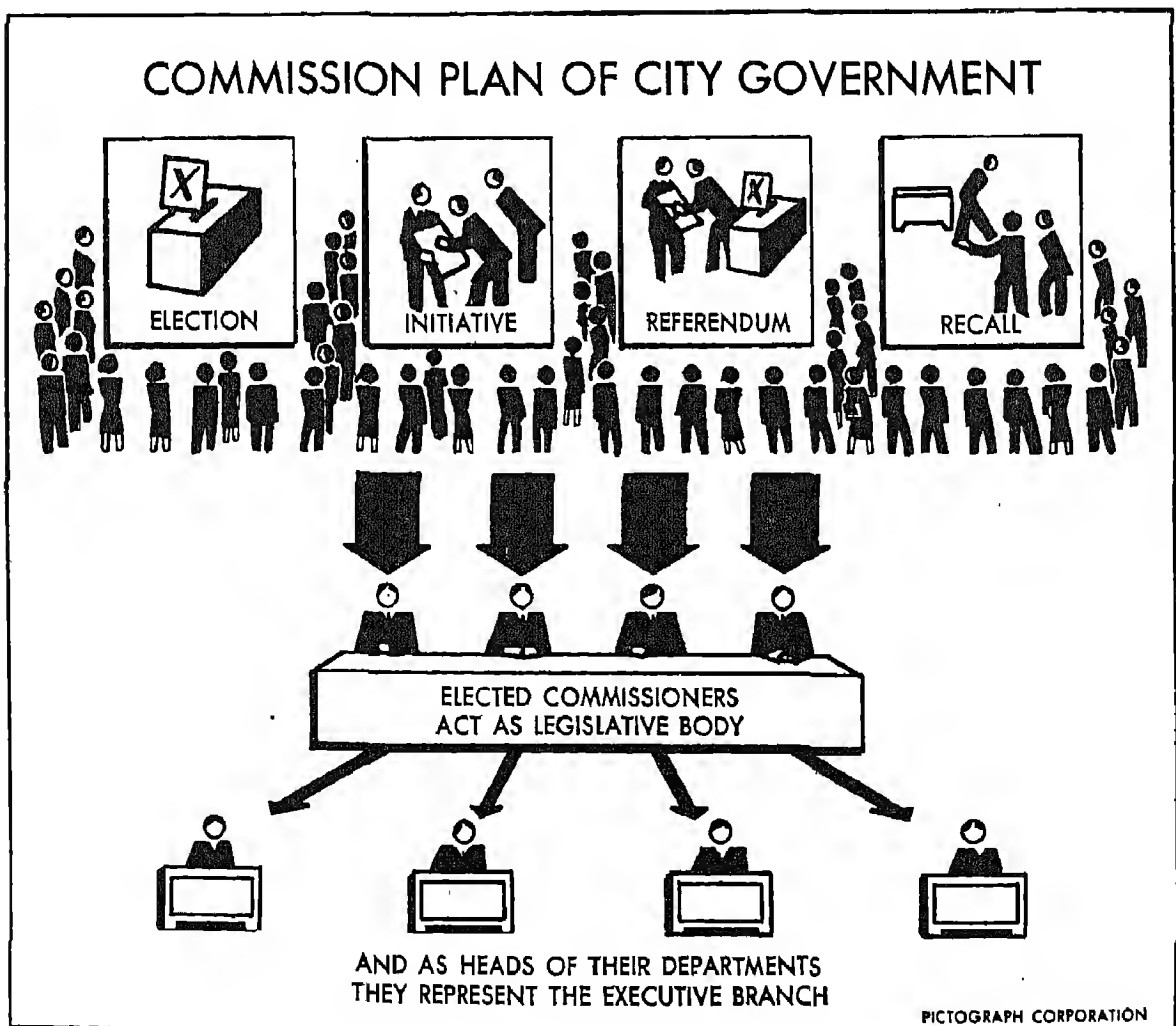 COMMISSION PLAN OF CITY GOVERNMENT
X
ELECTION
INITIATIVE
X
REFERENDUM
RECALL
ELECTED COMMISSIONERS
ACT AS LEGISLATIVE BODY
AND AS HEADS OF THEIR DEPARTMENTS
THEY REPRESENT THE EXECUTIVE BRANCH
PICTOGRAPH CORPORATION